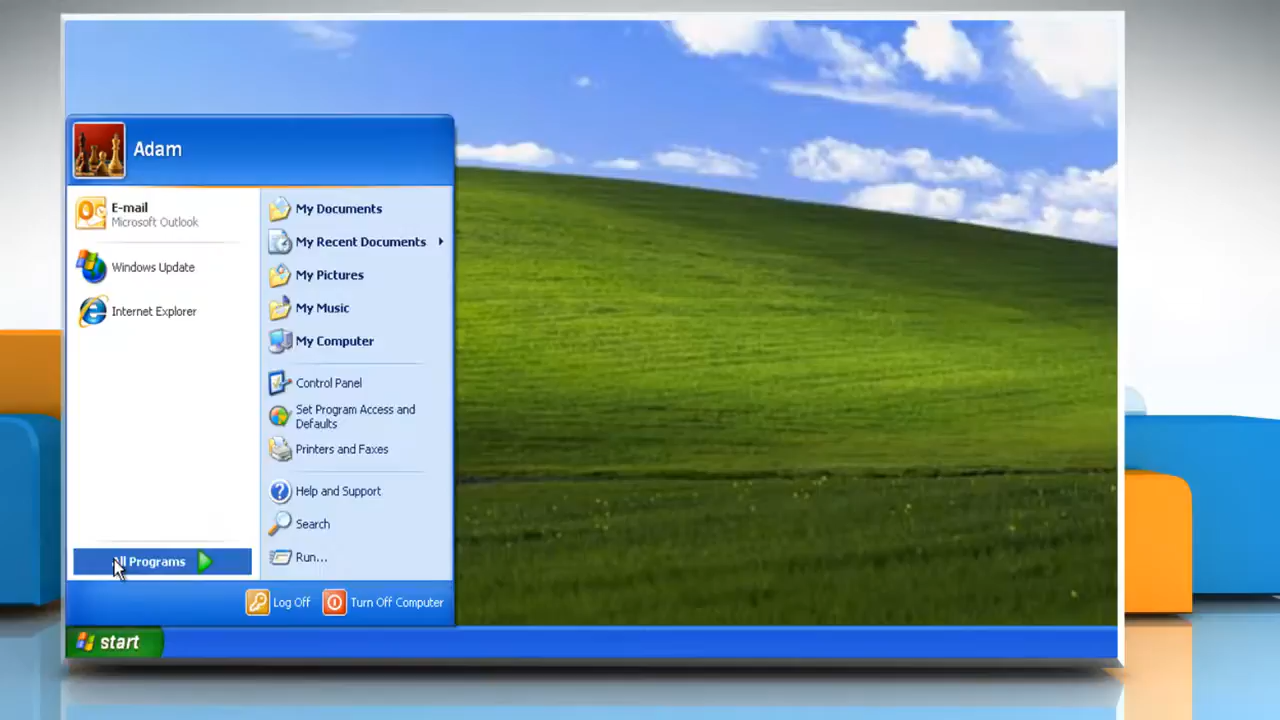 Adam
E-mail
Microsoft Outlook
Windows Update
Internet Explorer
All Programs
My Documents
My Recent Documents
My Pictures
My Music
My Computer
Control Panel
Set Program Access and
Defaults
Printers and Faxes
Help and Support
Search
Run...
Log Off
Turn Off Computer
start